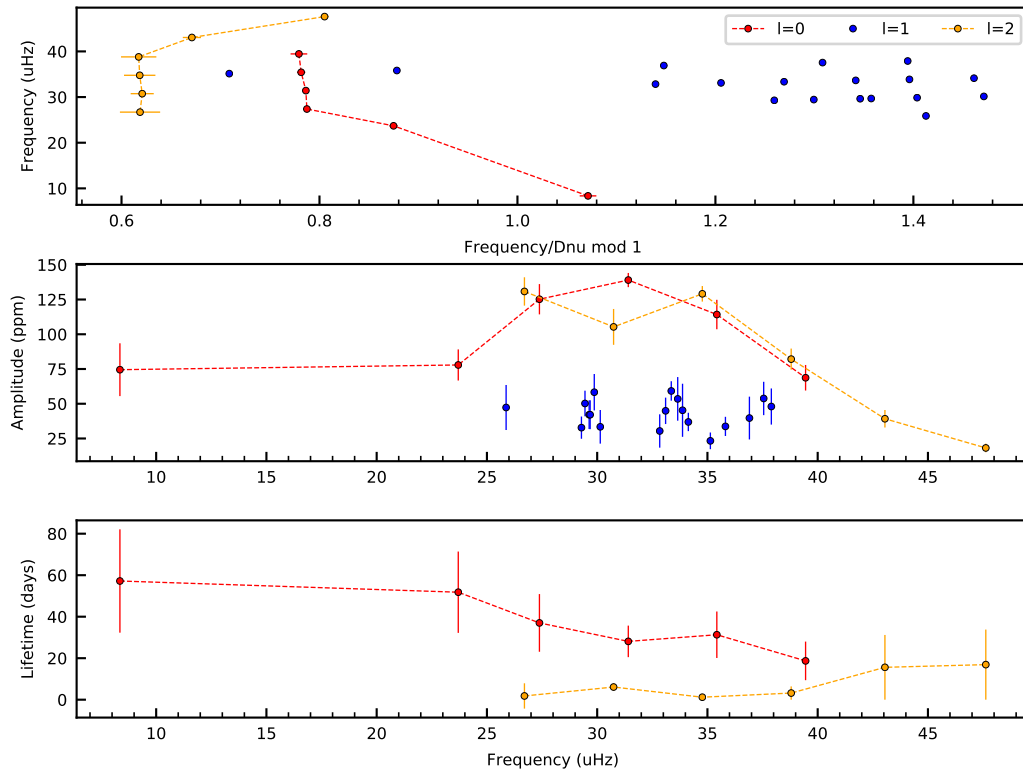 l=0 l=1 l=2
Frequency (uHz)
40
30
20
10
0.6 0.8 1.0 1.2 1.4
Frequency/Dnu mod 1
Amplitude (ppm)
150
125
100
75
50
25
10 15 20 25 30 35 40 45
Lifetime (days)
80
60
40
20
0
10 15 20 25 30 35 40 45
Frequency (uHz)